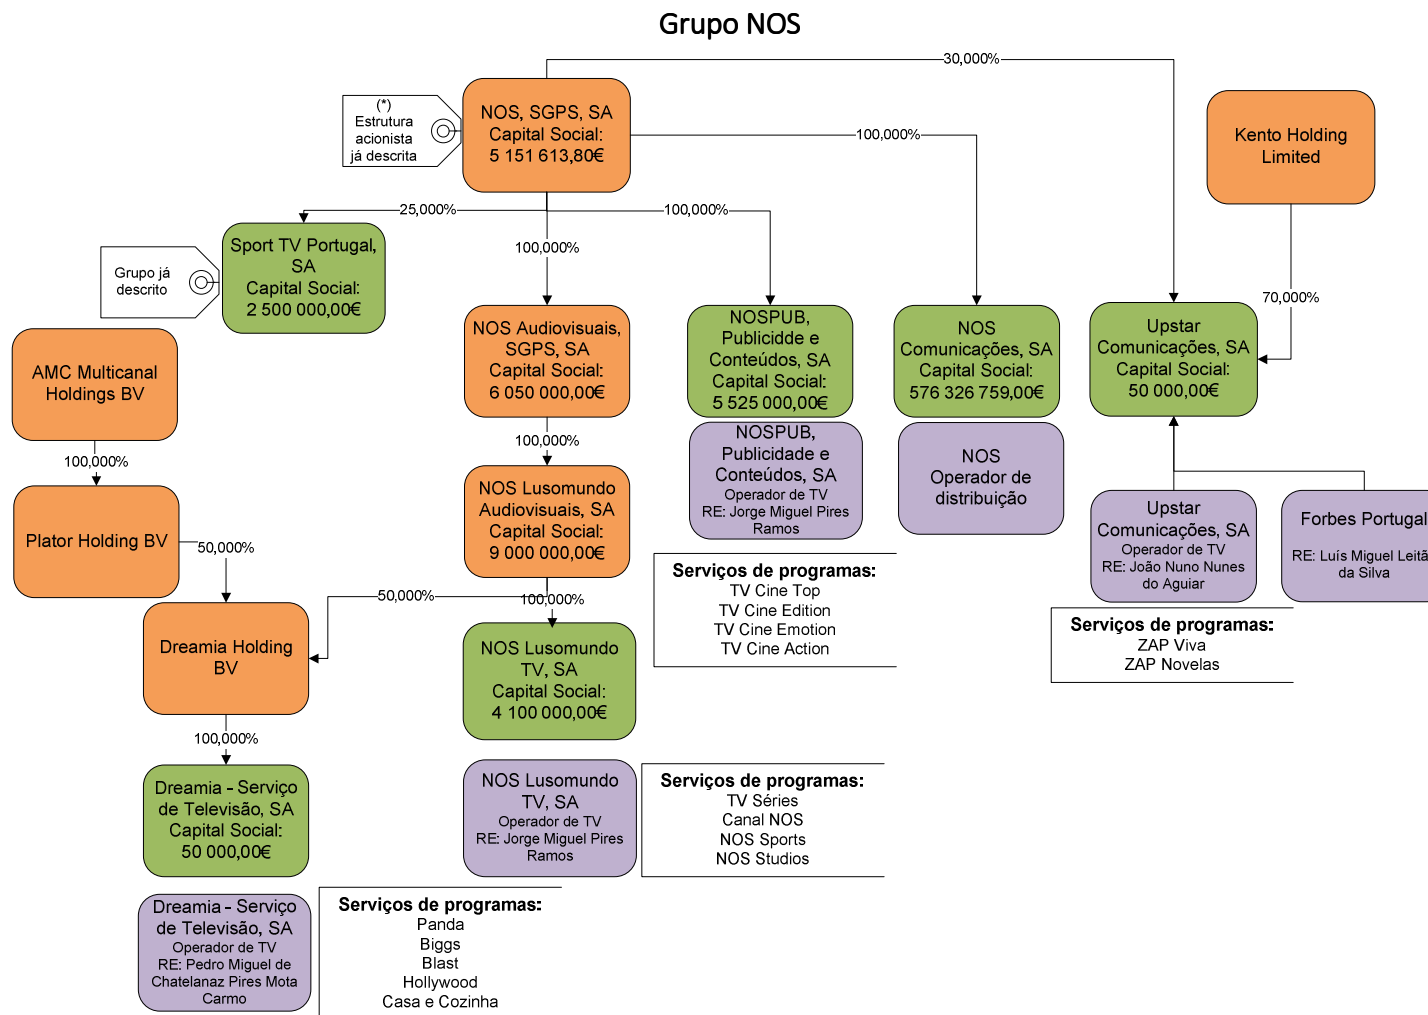 Grupo NOS
30,000%
(*)
Estrutura
acionista
já descrita
NOS, SGPS, SA
Capital Social:
5 151 613,80€
100,000%
Kento Holding
Limited
25,000%
100,000%
100,000%
70,000%
Grupo já
descrito
Sport TV Portugal,
SA
Capital Social:
2 500 000,00€
AMC Multicanal
Holdings BV
NOS Audiovisuais,
SGPS, SA
Capital Social:
6 050 000,00€
NOSPUB,
Publicidde e
Conteúdos, SA
Capital Social:
5 525 000,00€
NOS
Comunicações, SA
Capital Social:
576 326 759,00€
Upstar
Comunicações, SA
Capital Social:
50 000,00€
100,000%
100,000%
NOSPUB,
Publicidade e
Conteúdos, SA
Operador de TV
RE: Jorge Miguel Pires
Ramos
NOS
Operador de
distribuição
Plator Holding BV
50,000%
NOS Lusomundo
Audiovisuais, SA
Capital Social:
9 000 000,00€
Upstar
Comunicações, SA
Operador de TV
RE: João Nuno Nunes
do Aguiar
Forbes Portugal
RE: Luís Miguel Leitã
da Silva
Serviços de programas:
TV Cine Top
TV Cine Edition
TV Cine Emotion
TV Cine Action
Serviços de programas:
ZAP Viva
ZAP Novelas
50,000%
100,000%
Dreamia Holding
BV
NOS Lusomundo
TV, SA
Capital Social:
4 100 000,00€
100,000%
Dreamia - Serviço
de Televisão, SA
Capital Social:
50 000,00€
NOS Lusomundo
TV, SA
Operador de TV
RE: Jorge Miguel Pires
Ramos
Serviços de programas:
TV Séries
Canal NOS
NOS Sports
NOS Studios
Dreamia - Serviço
de Televisão, SA
Operador de TV
RE: Pedro Miguel de
Chatelanaz Pires Mota
Carmo
Serviços de programas:
Panda
Biggs
Blast
Hollywood
Casa e Cozinha